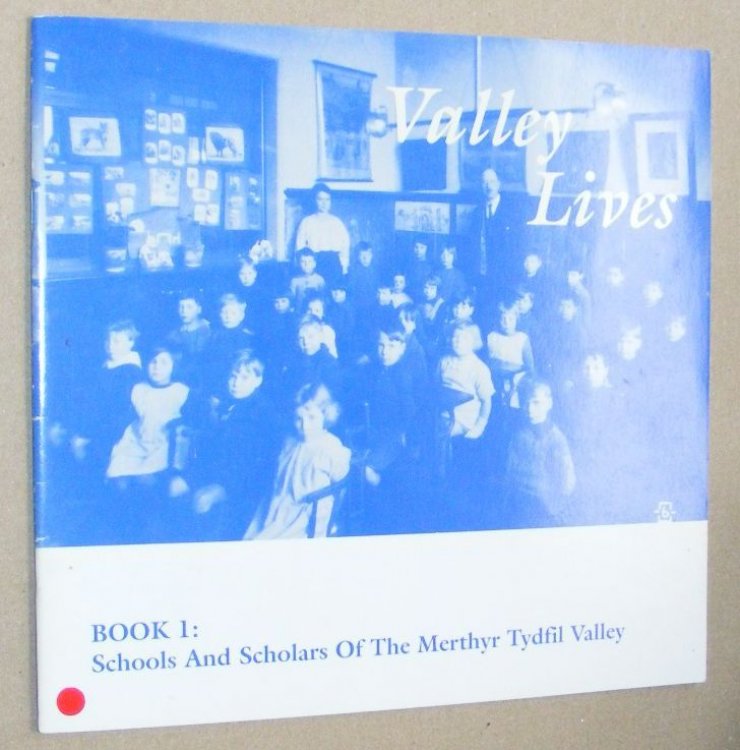 Valley
Lives
BOOK 1:
Schools And Scholars Of The Merthyr Tydfil Valley